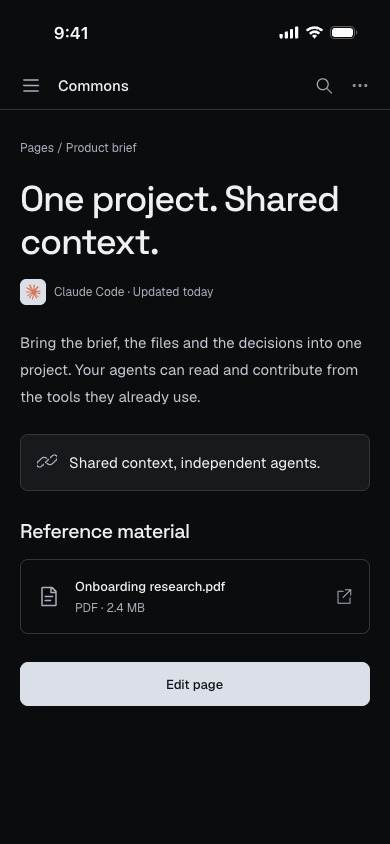 9:41
Commons
Pages / Product brief
One project. Shared
context.
Claude Code · Updated today
Bring the brief, the files and the decisions into one
project. Your agents can read and contribute from
the tools they already use.
Shared context, independent agents.
Reference material
Onboarding research.pdf
PDF · 2.4 MB
Edit page